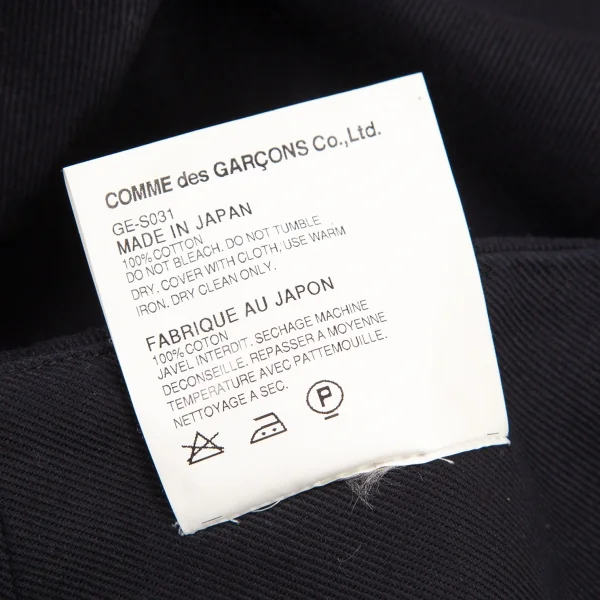 COMME des GARÇONS Co.,Ltd.
GE-S031
MADE IN JAPAN
100% COTTON
DO NOT BLEACH. DO NOT TUMBLE
DRY. COVER WITH CLOTH. USE WARM
IRON. DRY CLEAN ONLY.
FABRIQUE AU JAPON
100% COTON
JAVEL INTERDIT. SECHAGE MACHINE
DECONSEILLE. REPASSER A MOYENNE
TEMPERATURE AVEC PATTEMOUILLE.
NETTOYAGE A SEC.
P